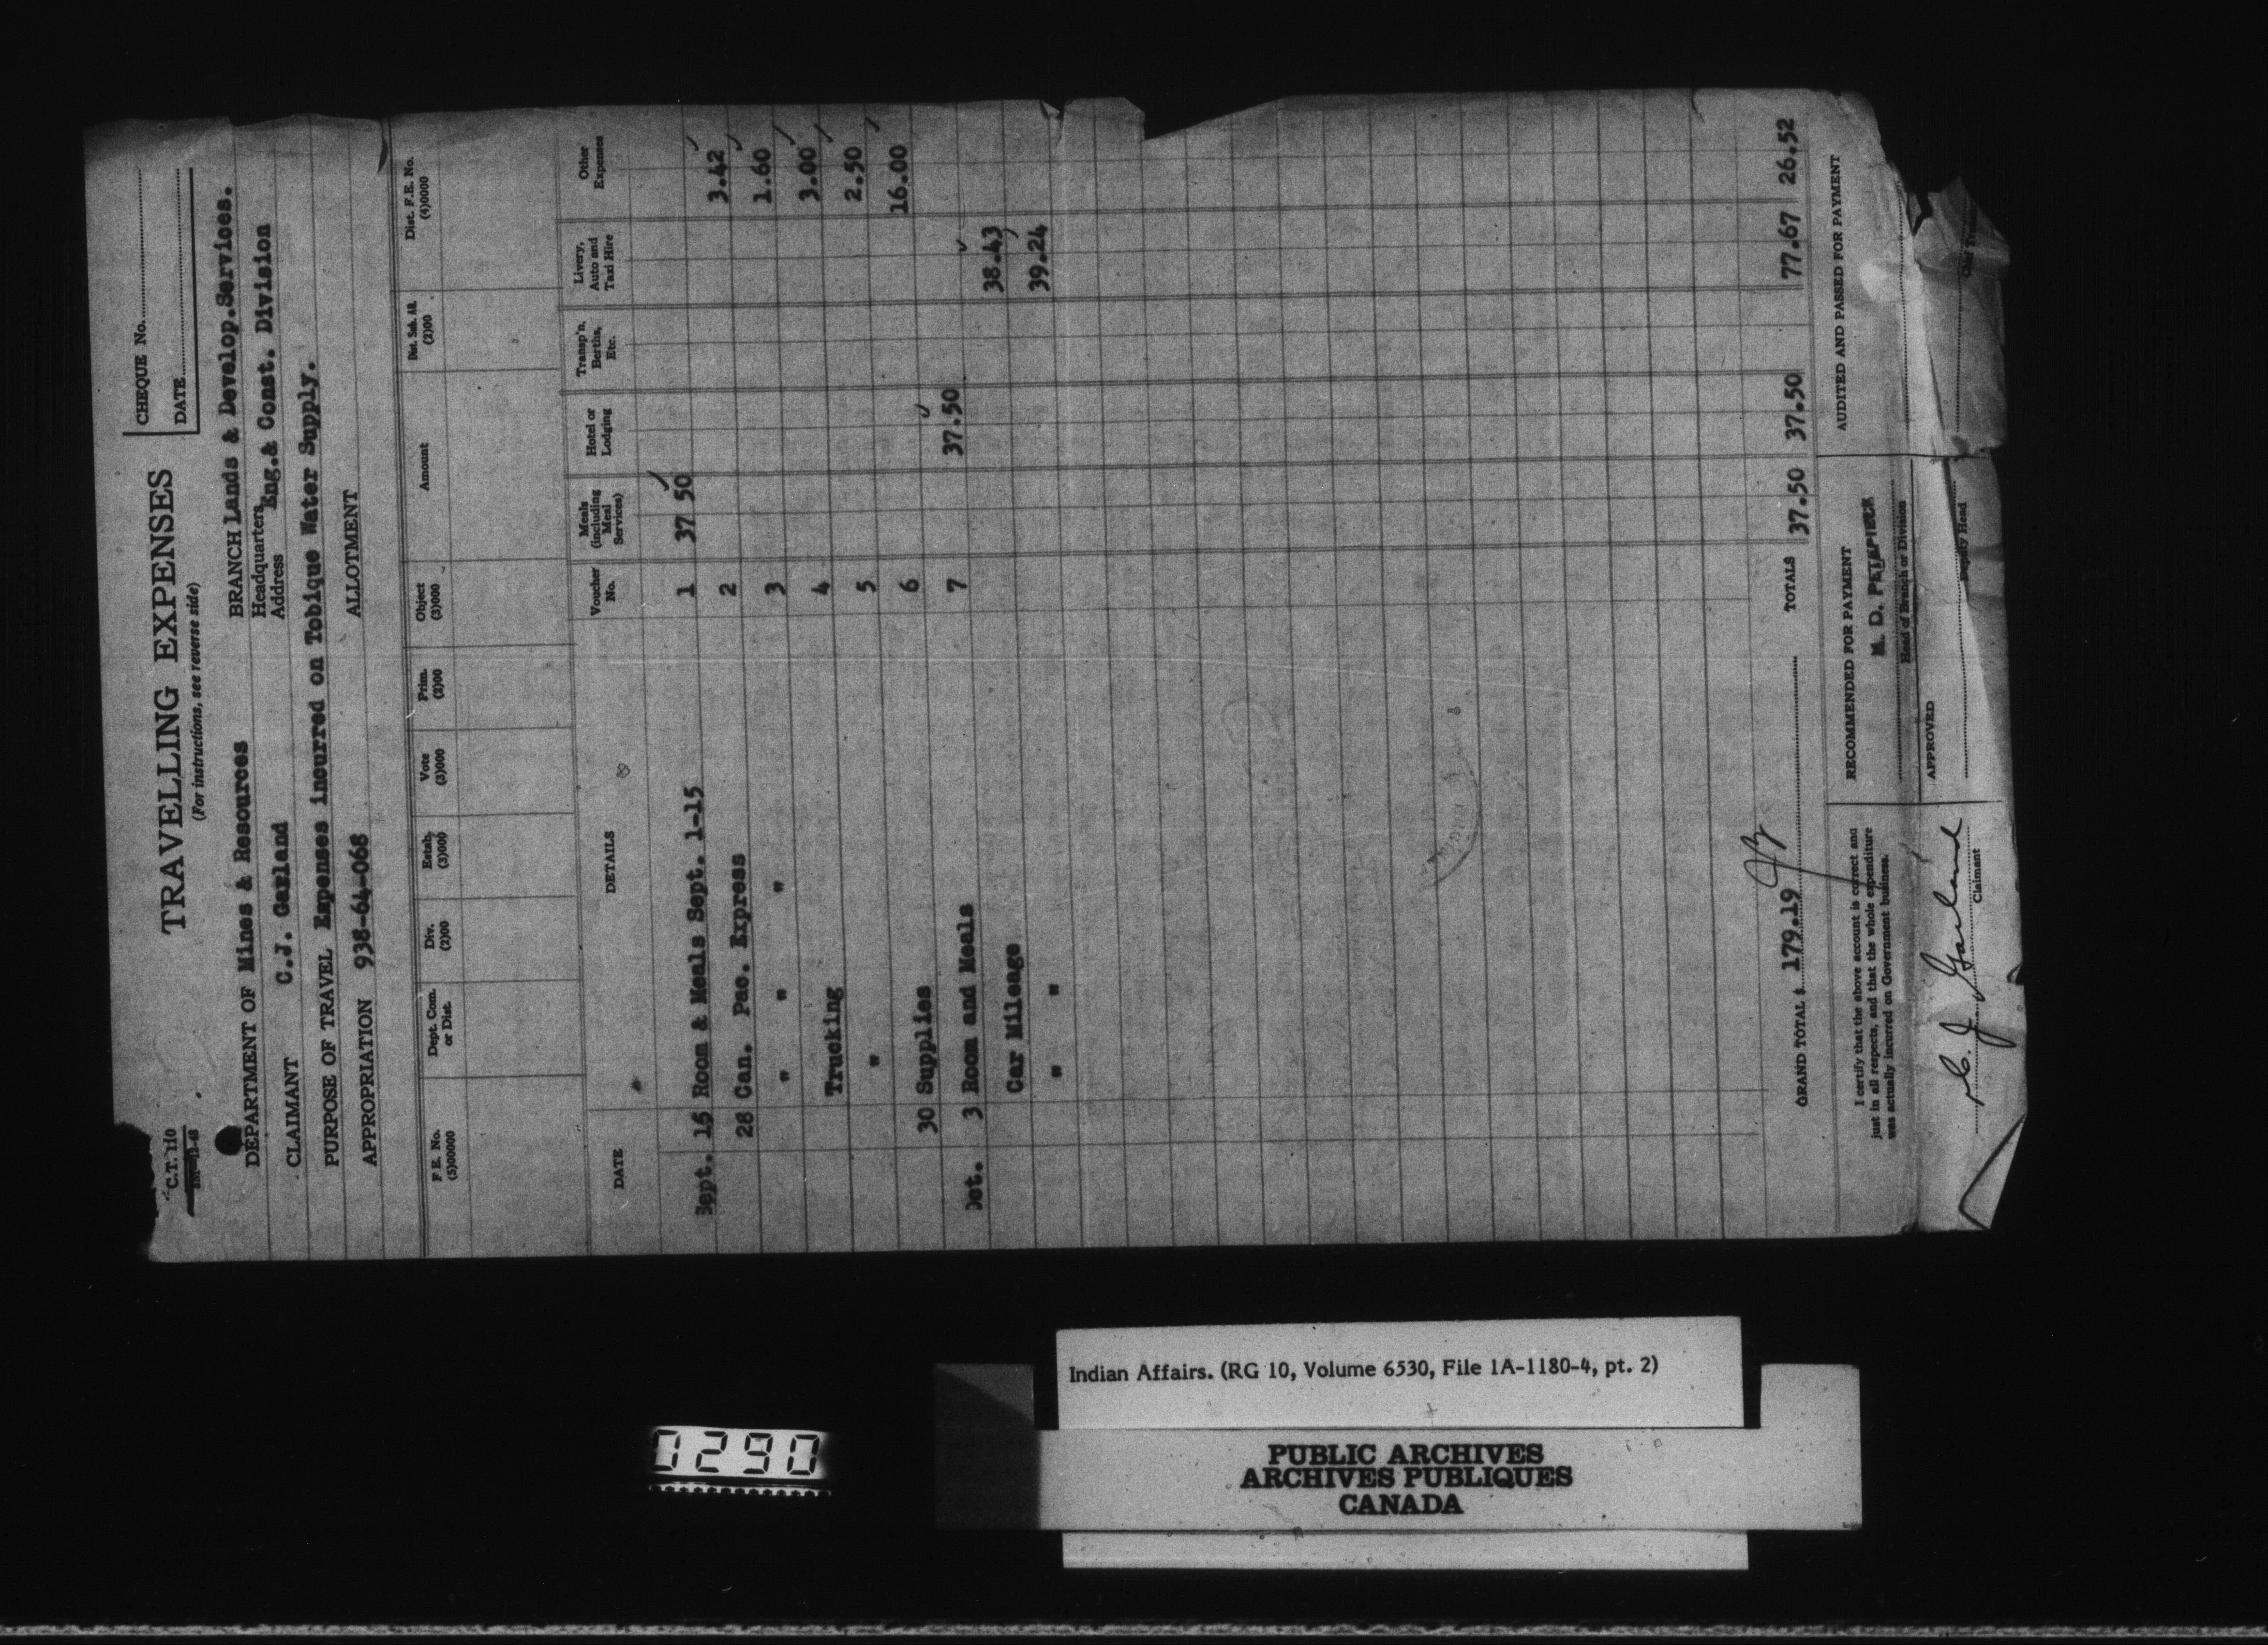 C.T. 110
TRAVELLING EXPENSES
(For instructions, see reverse side)
CHEQUE No.
DATE
DEPARTMENT OF Mines & Resources
BRANCH Lands & Develop.Services.
CLAIMANT C.J. Garland
Headquarters
Address Eng.& Const. Division
PURPOSE OF TRAVEL Expenses incurred on Tobique Water Supply.
APPROPRIATION 938-64-068 ALLOTMENT
F.E. No. (5)00000 Dept. Com. or Dist. Div. (2)00 Estab. (3)000 Vote (3)000 Prim. (2)00 Object (3)000 Amount Dist. Sub. All. (2)00 Dist. F.E. No. (4)0000
DATE DETAILS Voucher No. Meals (including Meal Services) Hotel or Lodging Transp'n. Berths, Etc. Livery, Auto and Taxi Hire Other Expenses
Sept. 15 Room & Meals Sept. 1-15 1 37 50
28 Can. Pac. Express 2 3.42
" " " 3 1.60
Trucking 4 3.00
" 5 2.50
30 Supplies 6 16.00
Oct. 3 Room and Meals 7 37.50
Car Mileage 38.43
" " 39.24
GRAND TOTAL $ 179.19 TOTALS 37.50 37.50 77.67 26.52
I certify that the above account is correct and
just in all respects, and that the whole expenditure
was actually incurred on Government business.
C. J. Garland
Claimant
RECOMMENDED FOR PAYMENT
Head of Branch or Division
APPROVED
Deputy Head
AUDITED AND PASSED FOR PAYMENT
Indian Affairs. (RG 10, Volume 6530, File 1A-1180-4, pt. 2)
PUBLIC ARCHIVES
ARCHIVES PUBLIQUES
CANADA
0290